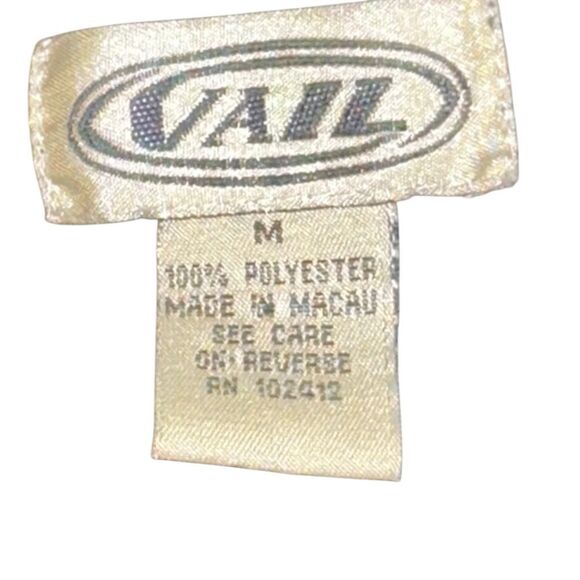 VAIL
M
100% POLYESTER
MADE IN MACAU
SEE CARE
ON REVERSE
RN 102412